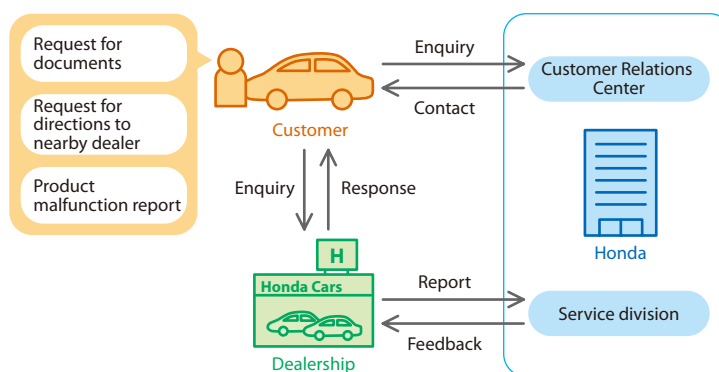 Request for
documents
Request for
directions to
nearby dealer
Product
malfunction report
Customer
Enquiry
Contact
Customer Relations
Center
Enquiry
Response
Honda
H
Honda Cars
Dealership
Report
Feedback
Service division